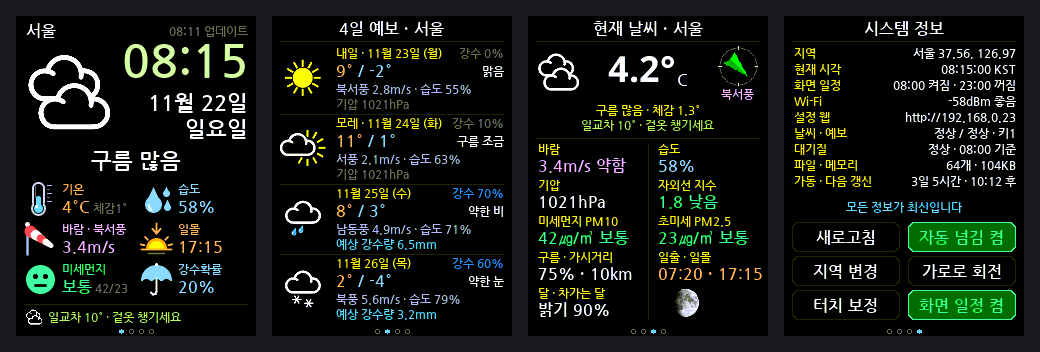 서울
08:11 업데이트
08:15
11월 22일
일요일
구름 많음
기온
4°C 체감1°
습도
58%
바람 · 북서풍
3.4m/s
일몰
17:15
미세먼지
보통 42/23
강수확률
20%
일교차 10° · 겉옷 챙기세요
4일 예보 · 서울
내일 · 11월 23일 (월) 강수 0%
9° / -2° 맑음
북서풍 2.8m/s · 습도 55%
기압 1021hPa
모레 · 11월 24일 (화) 강수 10%
11° / 1° 구름 조금
서풍 2.1m/s · 습도 63%
기압 1021hPa
11월 25일 (수) 강수 70%
8° / 3° 약한 비
남동풍 4.9m/s · 습도 71%
예상 강수량 6.5mm
11월 26일 (목) 강수 60%
2° / -4° 약한 눈
북풍 5.6m/s · 습도 79%
예상 강수량 3.2mm
현재 날씨 · 서울
4.2°C
북서풍
구름 많음 · 체감 1.3°
일교차 10° · 겉옷 챙기세요
바람
3.4m/s 약함
습도
58%
기압
1021hPa
자외선 지수
1.8 낮음
미세먼지 PM10
42㎍/㎥ 보통
초미세 PM2.5
23㎍/㎥ 보통
구름 · 가시거리
75% · 10km
일출 · 일몰
07:20 · 17:15
달 · 차가는 달
밝기 90%
시스템 정보
지역 서울 37.56, 126.97
현재 시각 08:15:00 KST
화면 일정 08:00 켜짐 · 23:00 꺼짐
Wi-Fi -58dBm 좋음
설정 웹 http://192.168.0.23
날씨 · 예보 정상 / 정상 · 키1
대기질 정상 · 08:00 기준
파일 · 메모리 64개 · 104KB
가동 · 다음 갱신 3일 5시간 · 10:12 후
모든 정보가 최신입니다
새로고침
자동 넘김 켬
지역 변경
가로로 회전
터치 보정
화면 일정 켬